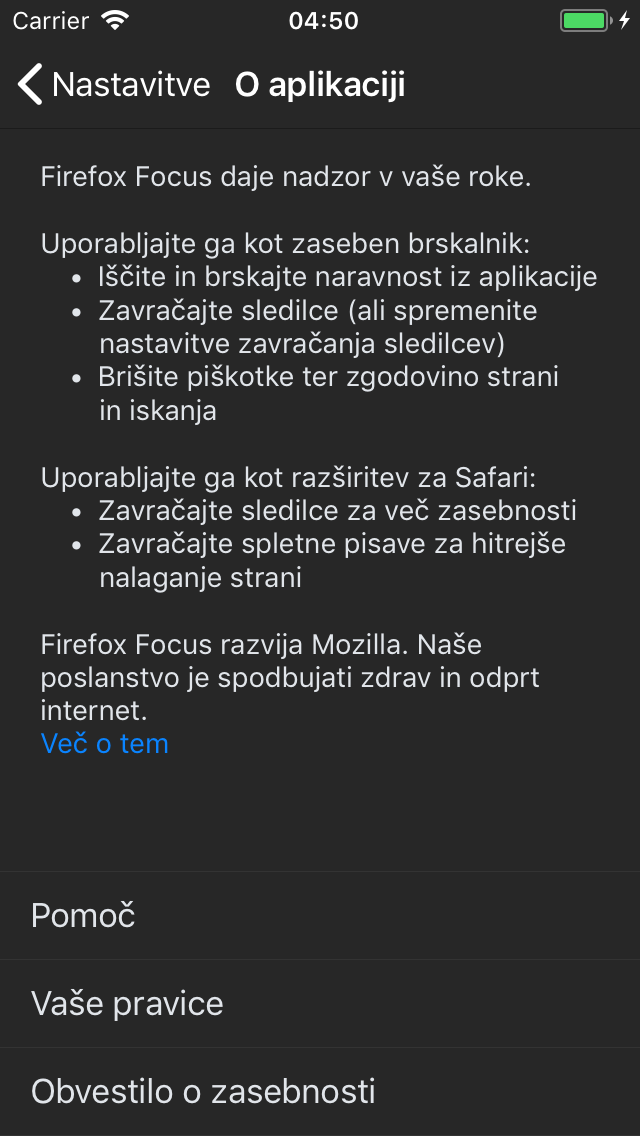 Carrier 04:50
Nastavitve O aplikaciji
Firefox Focus daje nadzor v vaše roke.
Uporabljajte ga kot zaseben brskalnik:
• Iščite in brskajte naravnost iz aplikacije
• Zavračajte sledilce (ali spremenite
nastavitve zavračanja sledilcev)
• Brišite piškotke ter zgodovino strani
in iskanja
Uporabljajte ga kot razširitev za Safari:
• Zavračajte sledilce za več zasebnosti
• Zavračajte spletne pisave za hitrejše
nalaganje strani
Firefox Focus razvija Mozilla. Naše
poslanstvo je spodbujati zdrav in odprt
internet.
Več o tem
Pomoč
Vaše pravice
Obvestilo o zasebnosti